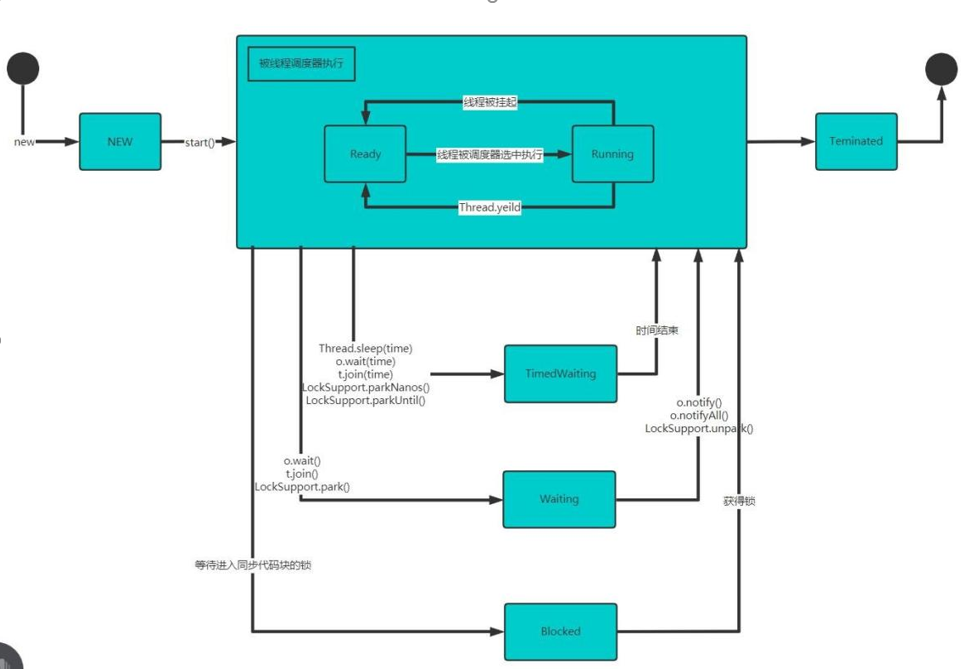 被线程调度器执行
线程被挂起
new
NEW
start()
Ready
线程被调度器选中执行
Running
Teminated
Thread.yeild
时间结束
Thread.sleep(time)
o.wait(time)
t.join(time)
LockSupport.parkNanos()
LockSupport.parkUntil()
TimedWaiting
o.notify()
o.notifyAll()
LockSupport.unpark()
o.wait()
t.join()
LockSupport.park()
Waiting
获得锁
等待进入同步代码块的锁
Blocked